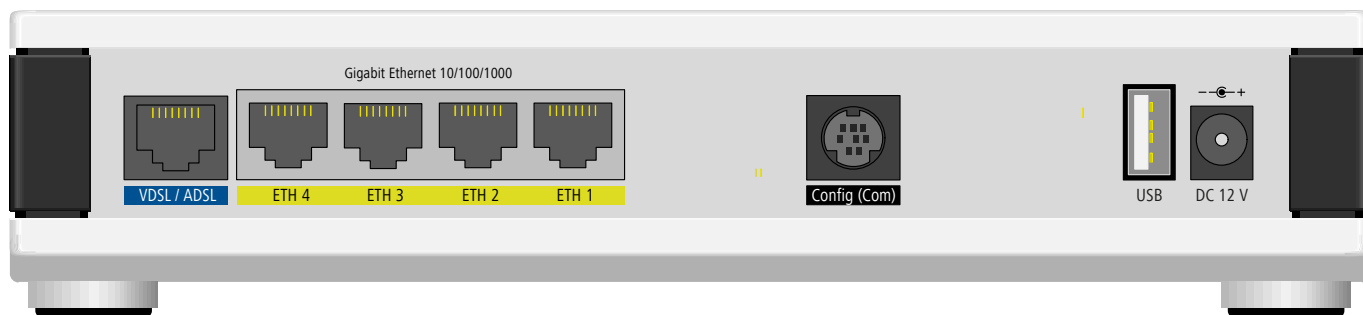 Gigabit Ethernet 10/100/1000
VDSL / ADSL
ETH 4
ETH 3
ETH 2
ETH 1
Config (Com)
USB
DC 12 V